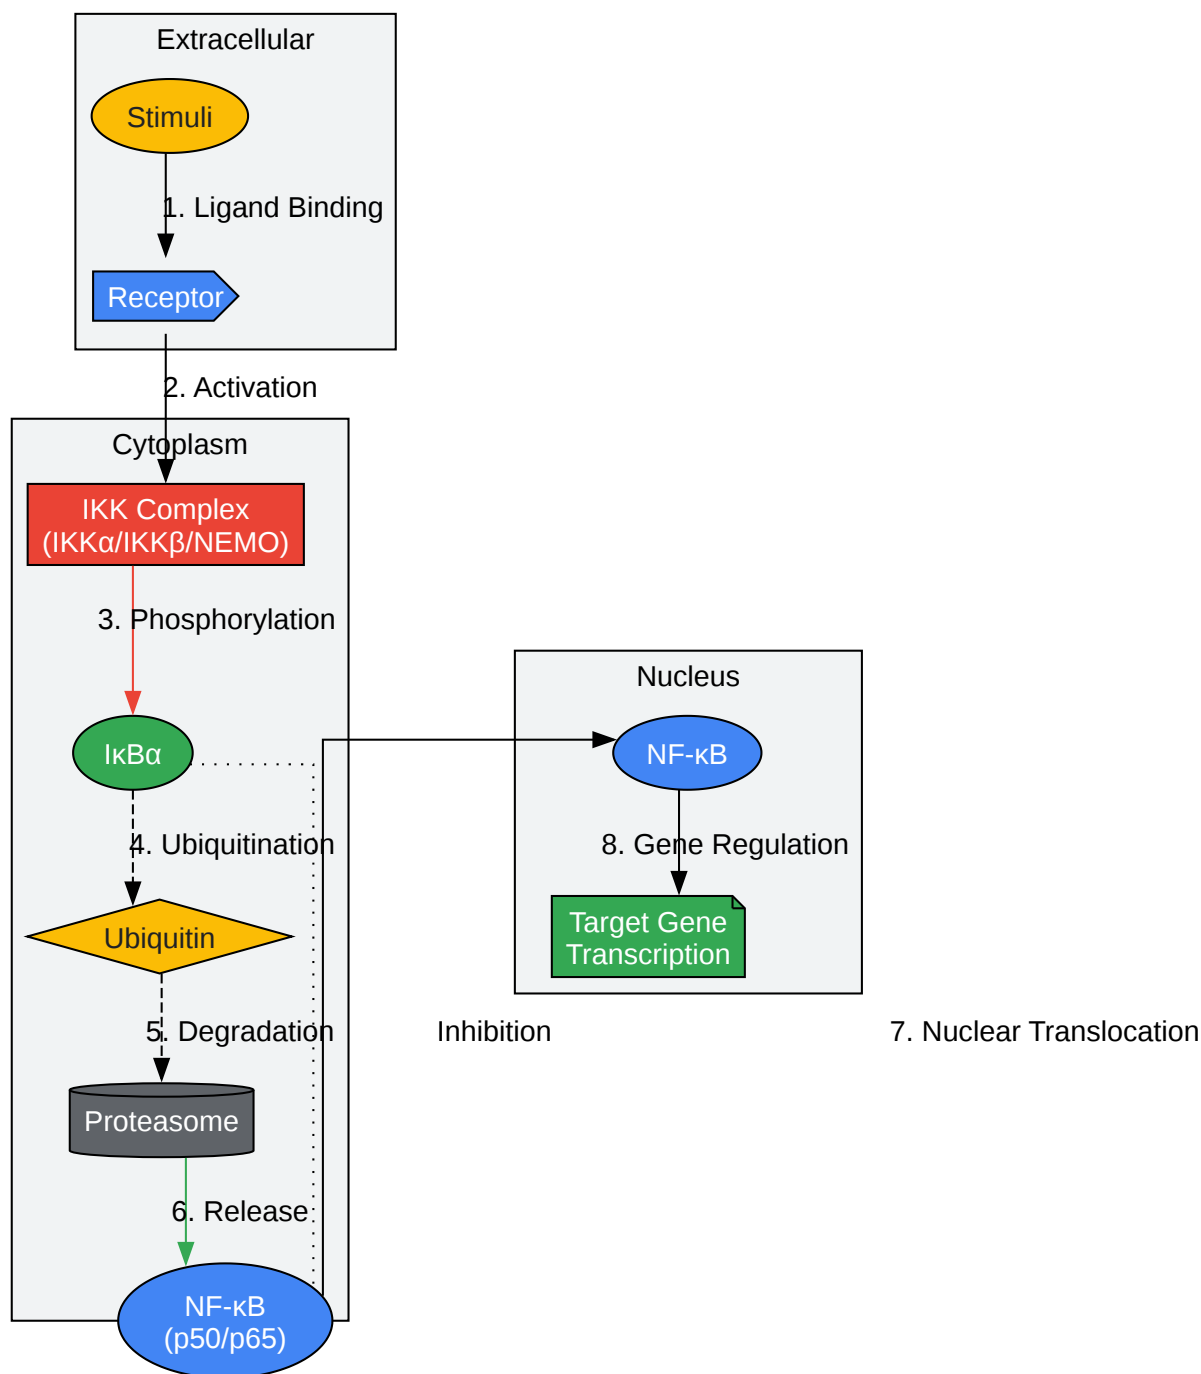 Extracellular
Stimuli
1. Ligand Binding
Receptor
2. Activation
Cytoplasm
IKK Complex
(IKKα/IKKβ/NEMO)
3. Phosphorylation
Nucleus
IκBα
NF-κB
4. Ubiquitination
8. Gene Regulation
Ubiquitin
Target Gene
Transcription
5. Degradation
Inhibition
7. Nuclear Translocation
Proteasome
6. Release
NF-κB
(p50/p65)